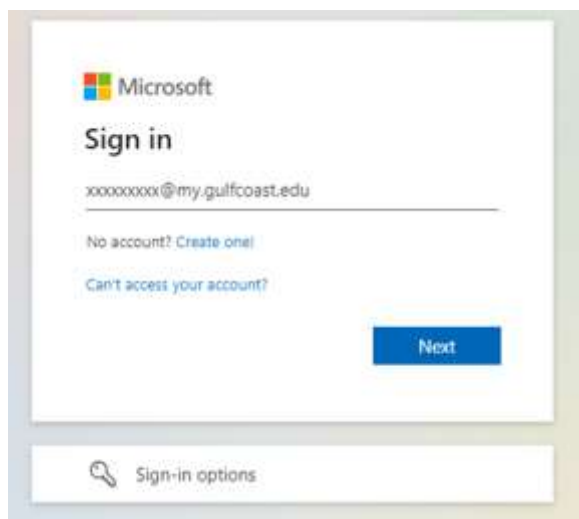 Microsoft
Sign in
xxxxxxxxx@my.gulfcoast.edu
No account? Create one!
Can't access your account?
Next
Sign-in options